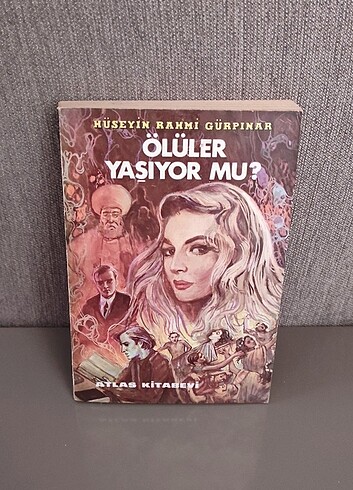 HÜSEYİN RAHMİ GÜRPINAR
ÖLÜLER
YAŞIYOR MU?
ATLAS KİTABEVİ